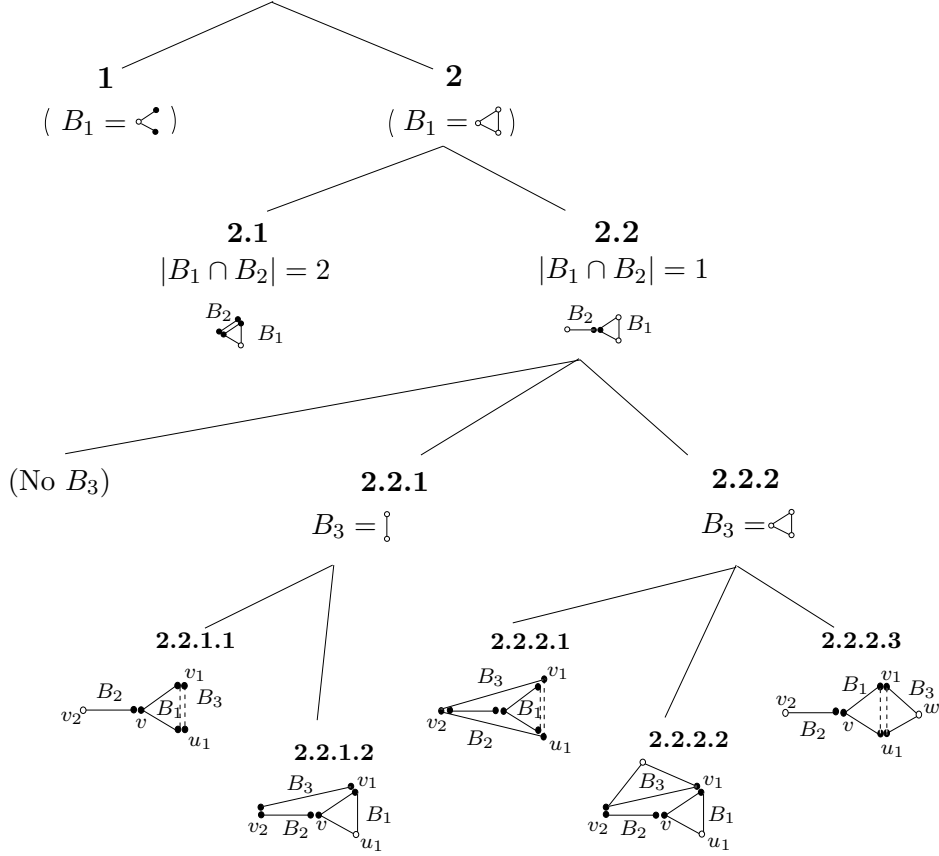 1
2
( B₁ = )
( B₁ = )
2.1
2.2
|B₁ ∩ B₂| = 2
|B₁ ∩ B₂| = 1
B₂
B₁
B₂
B₁
(No B₃)
2.2.1
2.2.2
B₃ =
B₃ =
2.2.1.1
2.2.2.1
2.2.2.3
v₂
B₂
v
B₁
v₁
B₃
u₁
v₂
B₃
B₂
B₁
v₁
u₁
v₂
B₂
v
B₁
v₁
B₃
w
u₁
2.2.1.2
2.2.2.2
B₃
v₁
v₂
B₂
v
B₁
u₁
B₃
v₁
v₂
B₂
v
B₁
u₁